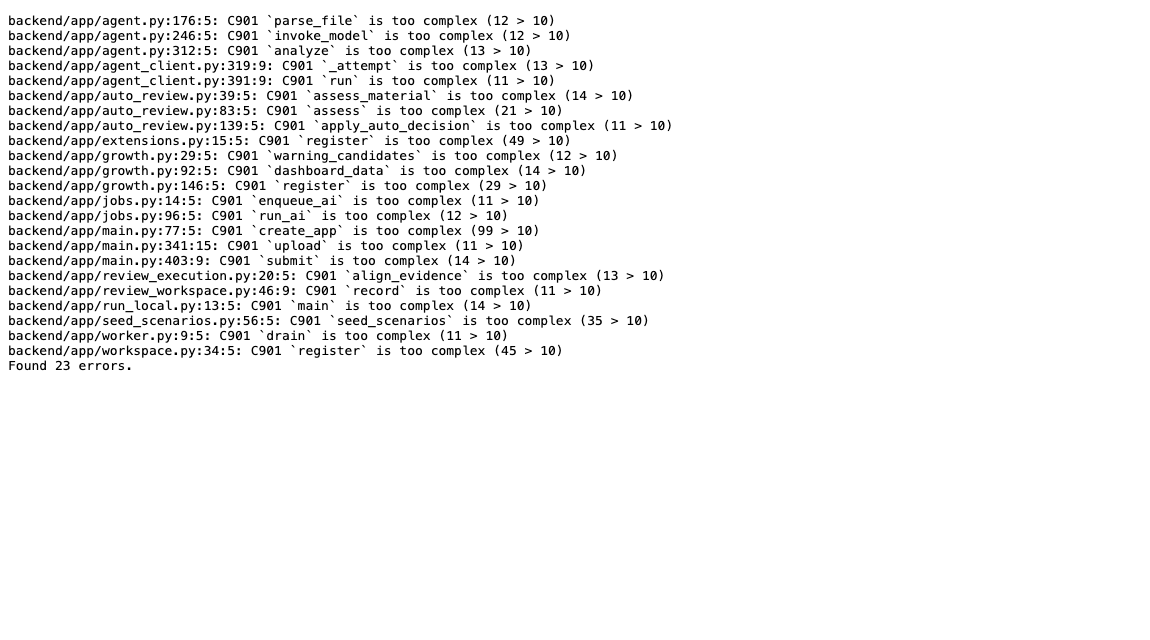 backend/app/agent.py:176:5: C901 `parse_file` is too complex (12 > 10)
backend/app/agent.py:246:5: C901 `invoke_model` is too complex (12 > 10)
backend/app/agent.py:312:5: C901 `analyze` is too complex (13 > 10)
backend/app/agent_client.py:319:9: C901 `_attempt` is too complex (13 > 10)
backend/app/agent_client.py:391:9: C901 `run` is too complex (11 > 10)
backend/app/auto_review.py:39:5: C901 `assess_material` is too complex (14 > 10)
backend/app/auto_review.py:83:5: C901 `assess` is too complex (21 > 10)
backend/app/auto_review.py:139:5: C901 `apply_auto_decision` is too complex (11 > 10)
backend/app/extensions.py:15:5: C901 `register` is too complex (49 > 10)
backend/app/growth.py:29:5: C901 `warning_candidates` is too complex (12 > 10)
backend/app/growth.py:92:5: C901 `dashboard_data` is too complex (14 > 10)
backend/app/growth.py:146:5: C901 `register` is too complex (29 > 10)
backend/app/jobs.py:14:5: C901 `enqueue_ai` is too complex (11 > 10)
backend/app/jobs.py:96:5: C901 `run_ai` is too complex (12 > 10)
backend/app/main.py:77:5: C901 `create_app` is too complex (99 > 10)
backend/app/main.py:341:15: C901 `upload` is too complex (11 > 10)
backend/app/main.py:403:9: C901 `submit` is too complex (14 > 10)
backend/app/review_execution.py:20:5: C901 `align_evidence` is too complex (13 > 10)
backend/app/review_workspace.py:46:9: C901 `record` is too complex (11 > 10)
backend/app/run_local.py:13:5: C901 `main` is too complex (14 > 10)
backend/app/seed_scenarios.py:56:5: C901 `seed_scenarios` is too complex (35 > 10)
backend/app/worker.py:9:5: C901 `drain` is too complex (11 > 10)
backend/app/workspace.py:34:5: C901 `register` is too complex (45 > 10)
Found 23 errors.